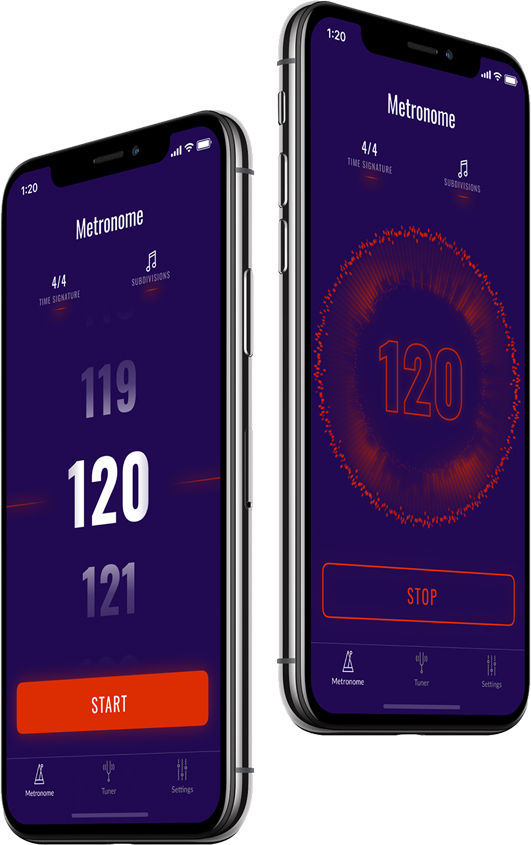 1:20
Metronome
4/4
TIME SIGNATURE
SUBDIVISIONS
119
120
121
START
Metronome
Tuner
Settings
1:20
Metronome
4/4
TIME SIGNATURE
SUBDIVISIONS
120
STOP
Metronome
Tuner
Settings